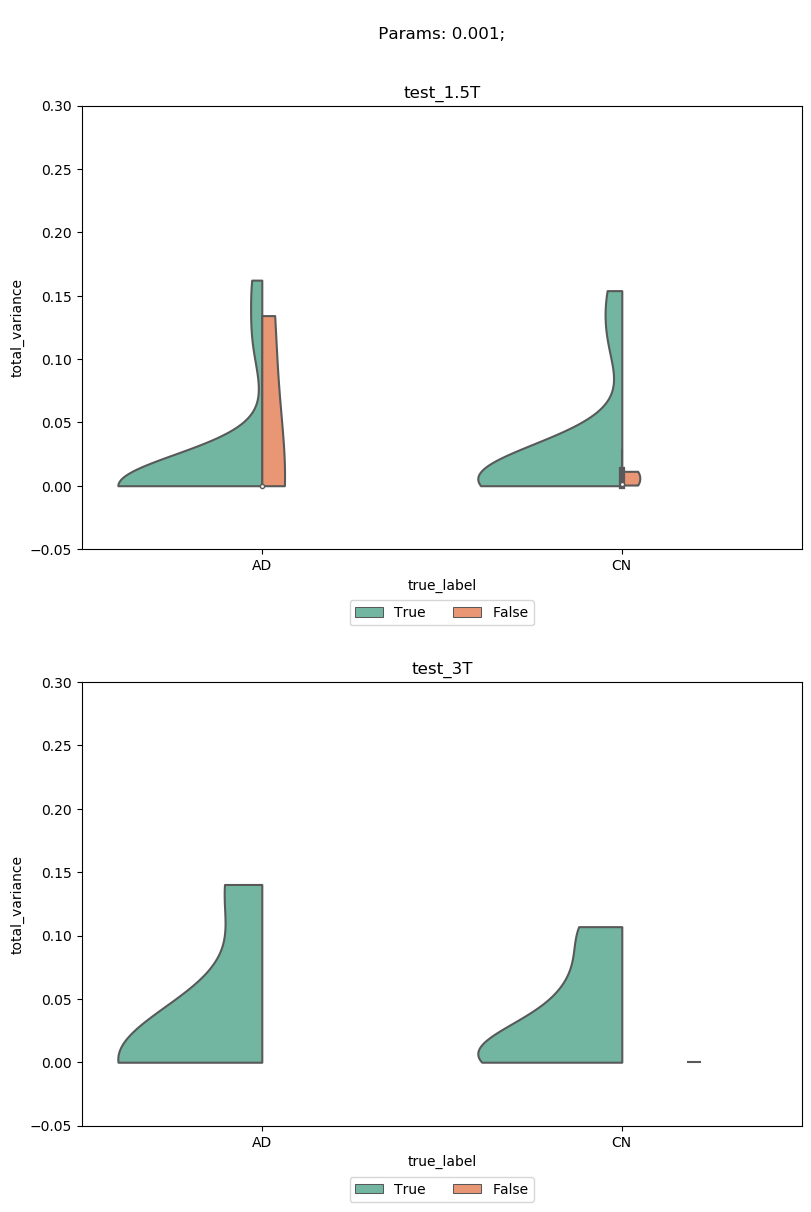 Params: 0.001;
test_1.5T
0.30
0.25
0.20
0.15
0.10
0.05
0.00
−0.05
total_variance
AD CN
true_label
True False
test_3T
0.30
0.25
0.20
0.15
0.10
0.05
0.00
−0.05
total_variance
AD CN
true_label
True False